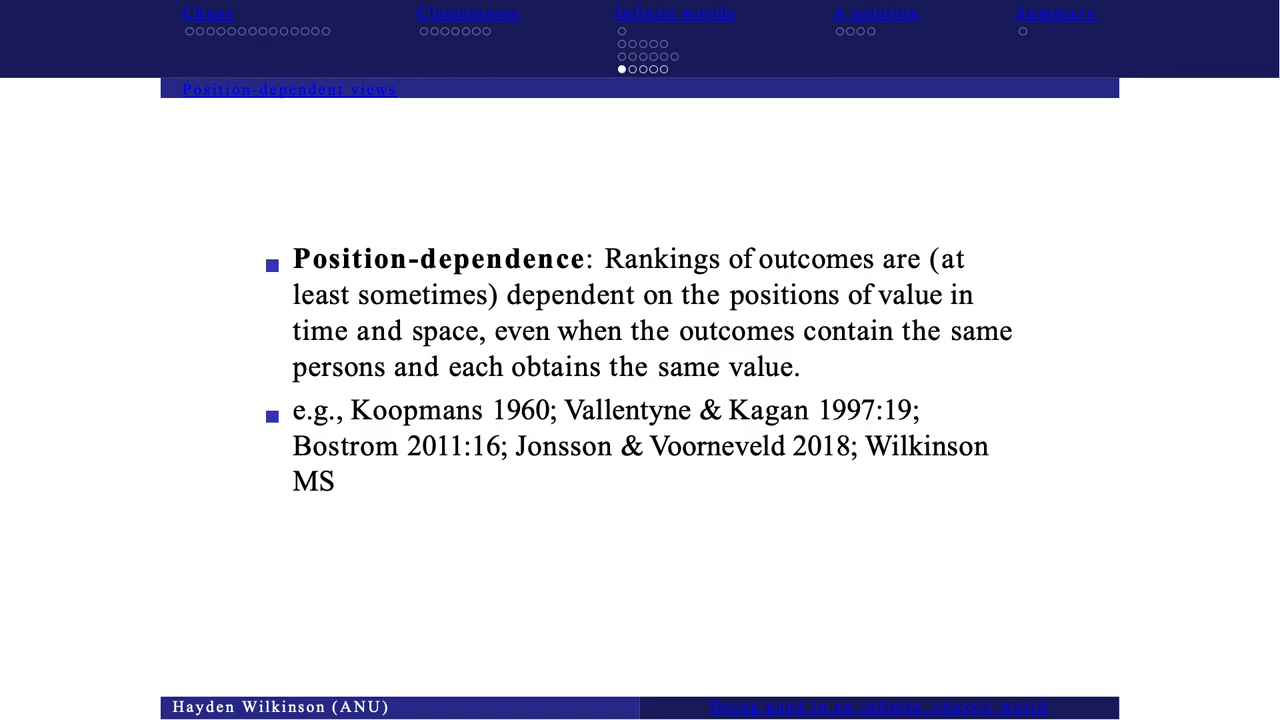 Chaos Cluelessness Infinite worlds A solution Summary
Position-dependent views
Position-dependence: Rankings of outcomes are (at
least sometimes) dependent on the positions of value in
time and space, even when the outcomes contain the same
persons and each obtains the same value.
e.g., Koopmans 1960; Vallentyne & Kagan 1997:19;
Bostrom 2011:16; Jonsson & Voorneveld 2018; Wilkinson
MS
Hayden Wilkinson (ANU) Doing good in an infinite, chaotic, world